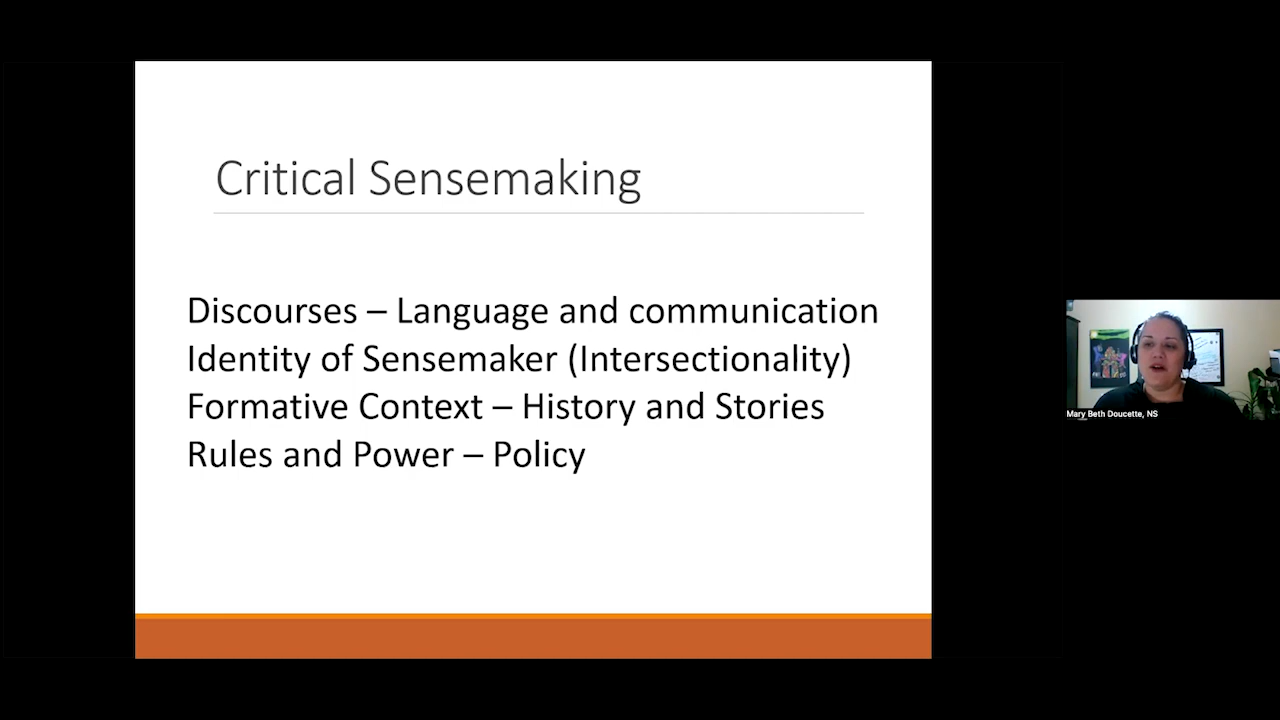 Critical Sensemaking
Discourses – Language and communication
Identity of Sensemaker (Intersectionality)
Formative Context – History and Stories
Rules and Power – Policy
Mary Beth Doucette, NS